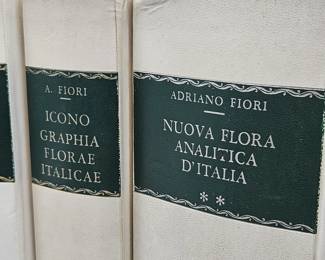 A. FIORI
ICONO
GRAPHIA
FLORAE
ITALICAE
ADRIANO FIORI
NUOVA FLORA
ANALITICA
D'ITALIA
**